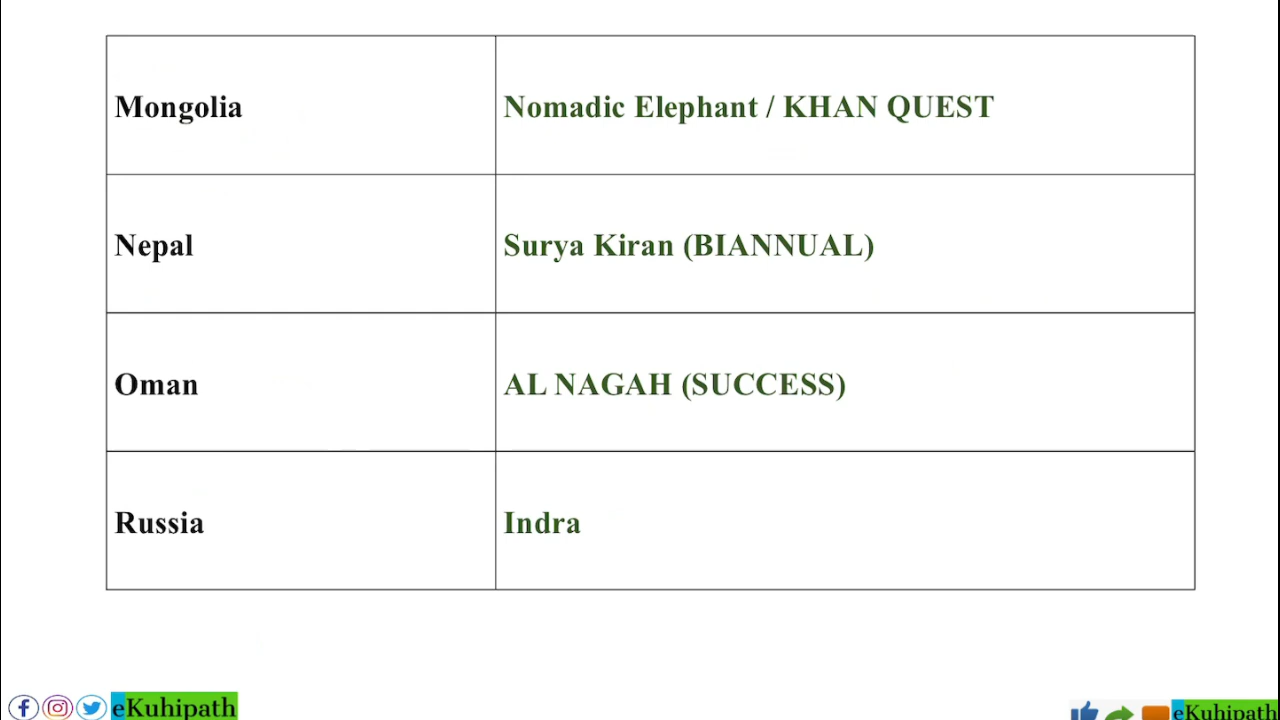 Mongolia
Nomadic Elephant / KHAN QUEST
Nepal
Surya Kiran (BIANNUAL)
Oman
AL NAGAH (SUCCESS)
Russia
Indra
eKuhipath
eKuhipath